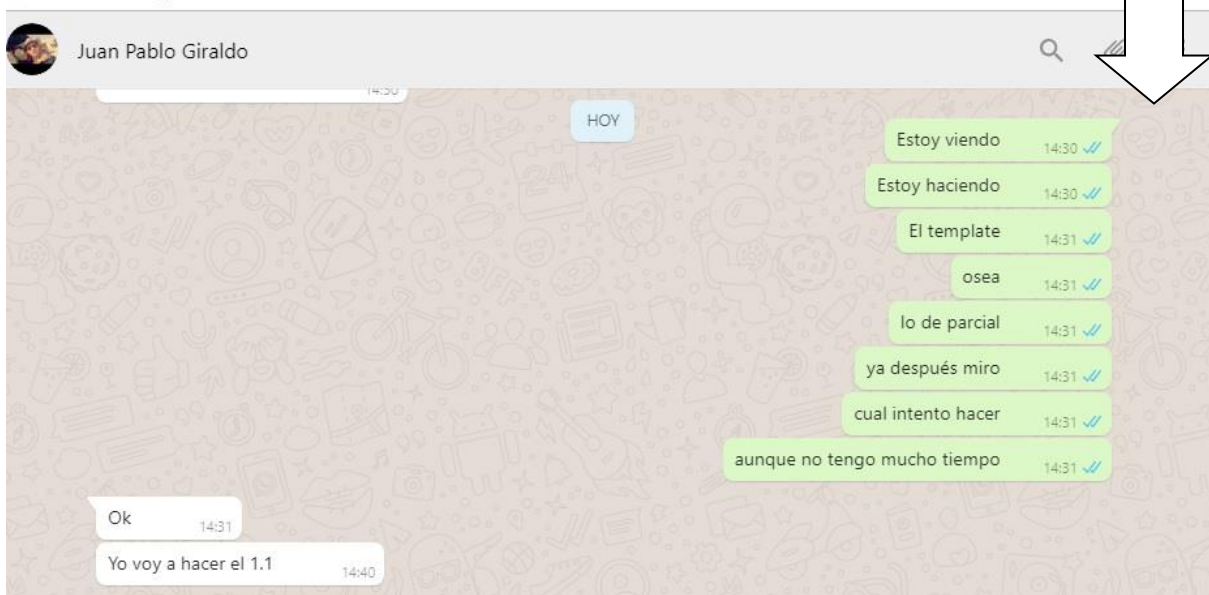 Juan Pablo Giraldo
14:30
HOY
Estoy viendo 14:30
Estoy haciendo 14:30
El template 14:31
osea 14:31
lo de parcial 14:31
ya después miro 14:31
cual intento hacer 14:31
aunque no tengo mucho tiempo 14:31
Ok 14:31
Yo voy a hacer el 1.1 14:40